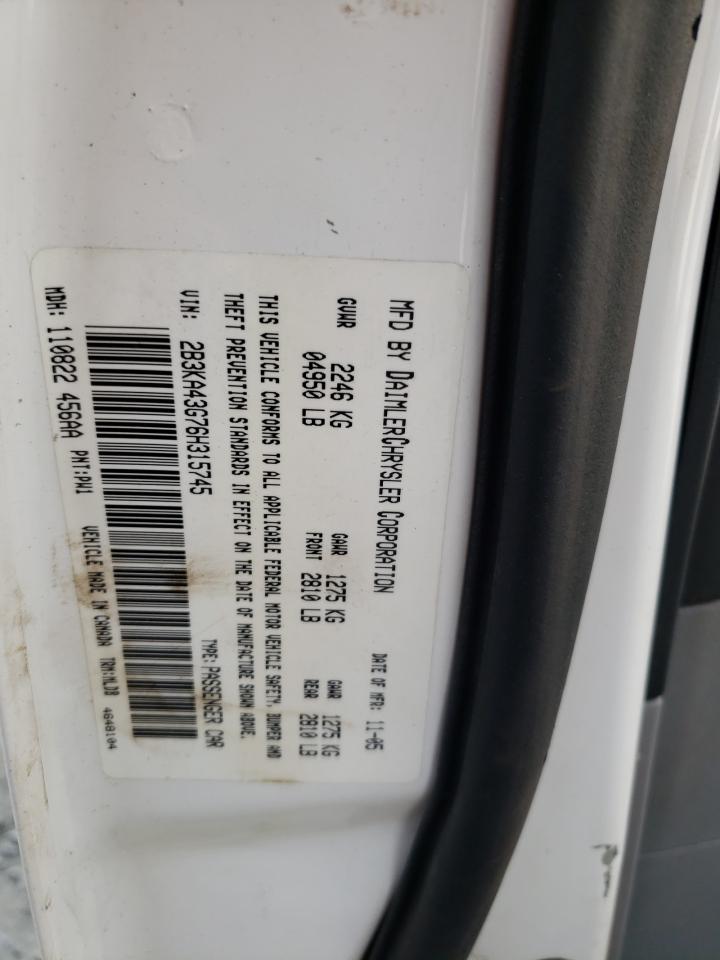 MFD BY DAIMLERCHRYSLER CORPORATION
DATE OF MFR: 11-05
GVWR 2246 KG GAWR 1275 KG GAWR 1275 KG
04950 LB FRONT 2810 LB REAR 2810 LB
THIS VEHICLE CONFORMS TO ALL APPLICABLE FEDERAL MOTOR VEHICLE SAFETY, BUMPER AND
THEFT PREVENTION STANDARDS IN EFFECT ON THE DATE OF MANUFACTURE SHOWN ABOVE.
VIN: 2B3KA43G76H315745 TYPE: PASSENGER CAR
MDH: 110822 456AA PNT:PW1 VEHICLE MADE IN CANADA TRM:MLDB 4648104